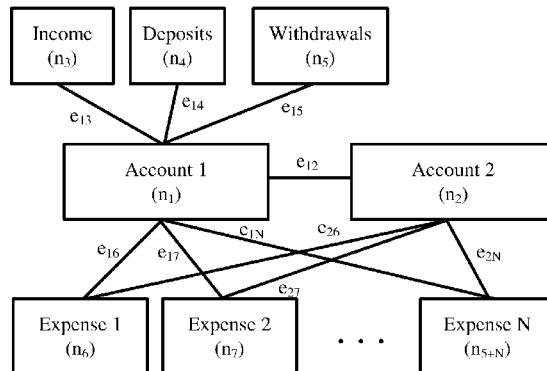 Income Deposits Withdrawals
(n₃) (n₄) (n₅)
e₁₃ e₁₄ e₁₅
Account 1 e₁₂ Account 2
(n₁) (n₂)
e₁₆ e₁₇ e₁ₙ e₂₆ e₂ₙ
e₂₇
Expense 1 Expense 2 . . . Expense N
(n₆) (n₇) (n₅₊ₙ)